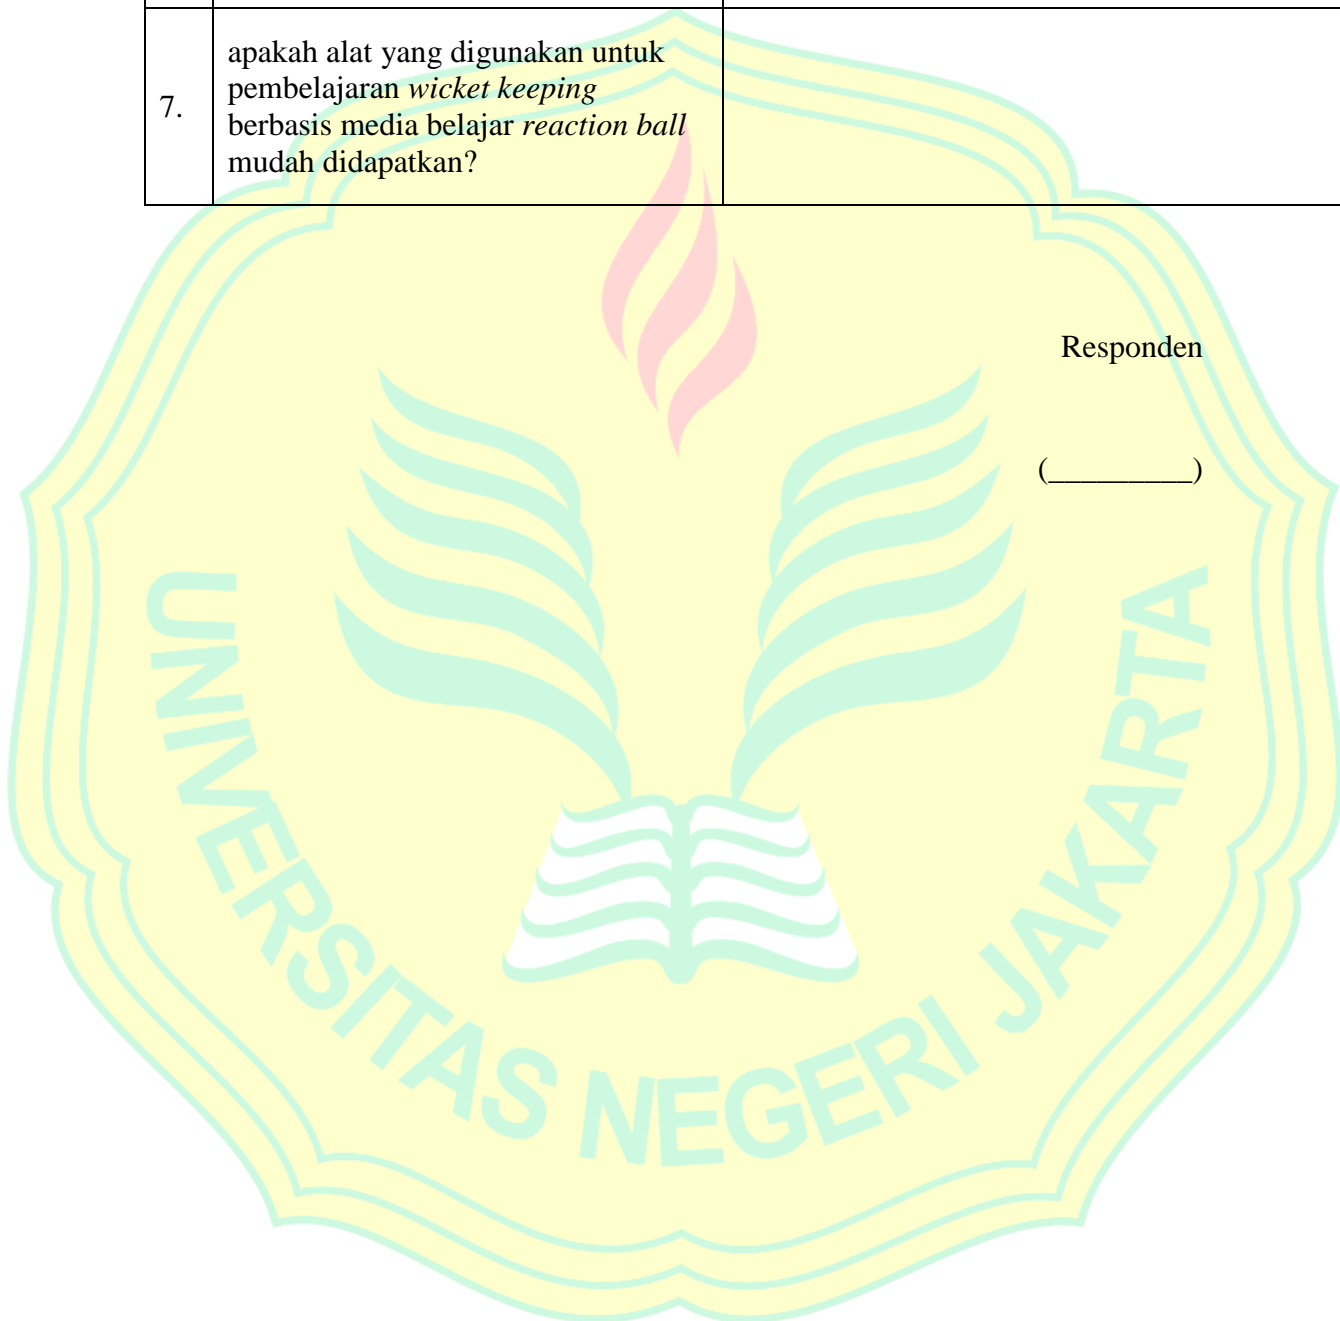 7.
apakah alat yang digunakan untuk
pembelajaran wicket keeping
berbasis media belajar reaction ball
mudah didapatkan?
Responden
(_________)
UNIVERSITAS NEGERI JAKARTA